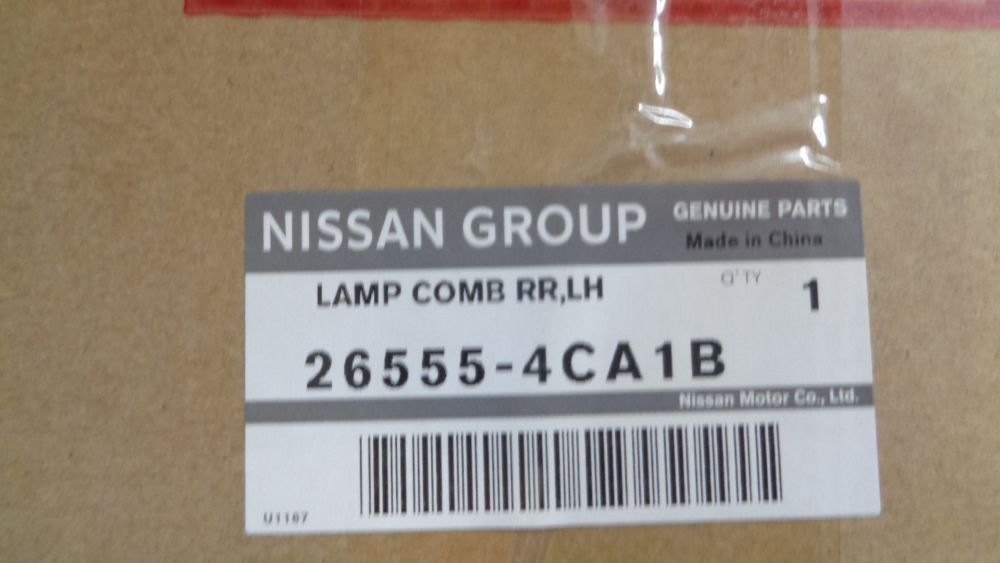 NISSAN GROUP
GENUINE PARTS
Made in China
LAMP COMB RR,LH
Q'TY
1
26555-4CA1B
Nissan Motor Co., Ltd.
U1167